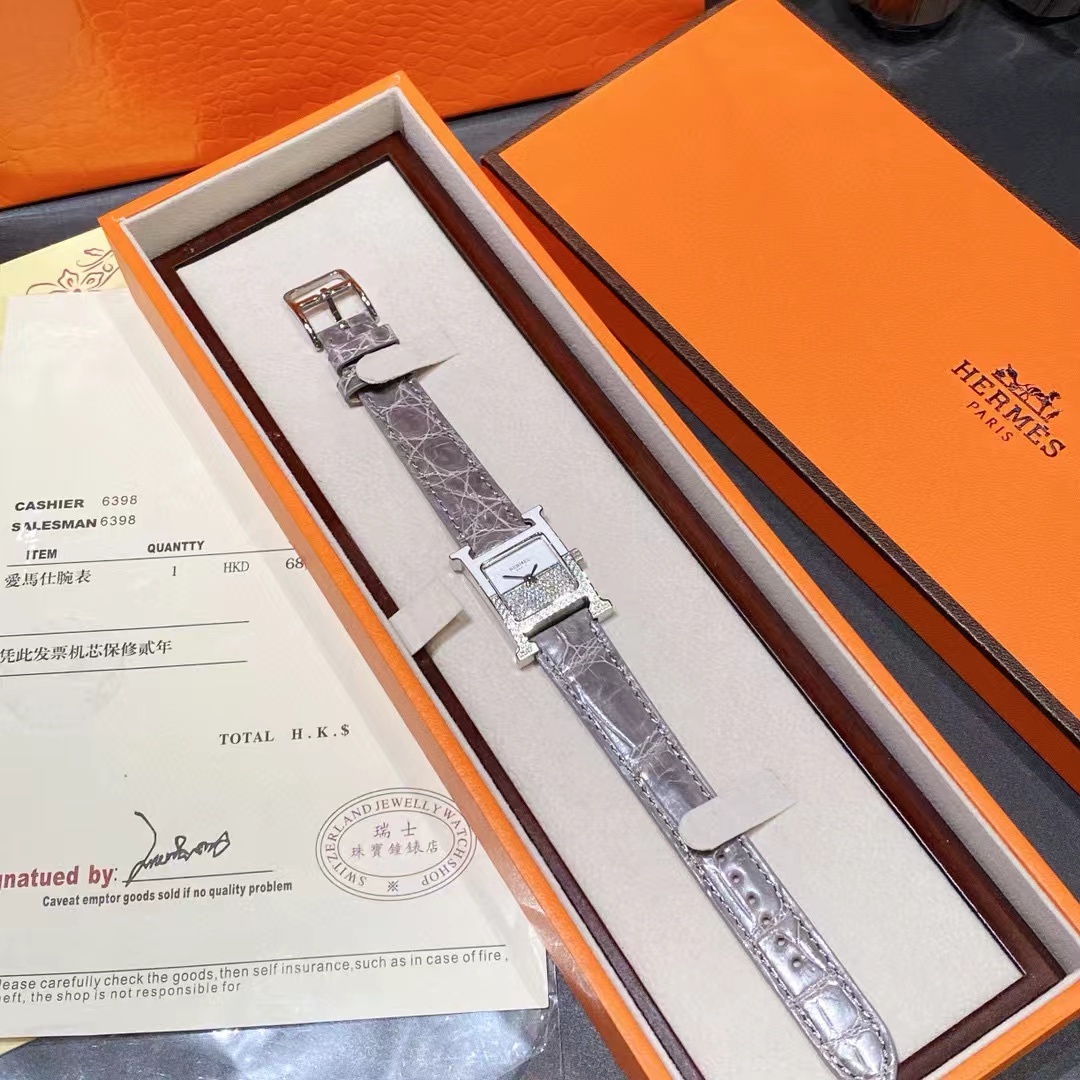 HERMES
PARIS
CASHIER 6398
SALESMAN 6398
ITEM QUANTTY
愛馬仕腕表 1 HKD 68
凭此发票机芯保修贰年
TOTAL H.K.$
SWITZERLAND JEWELLY WATCH SHOP
瑞士
珠寶鐘錶店
※
gnatued by:
Caveat emptor goods sold if no quality problem
lease carefully check the goods,then self insurance,such as in case of fire ,
eft, the shop is not responsible for